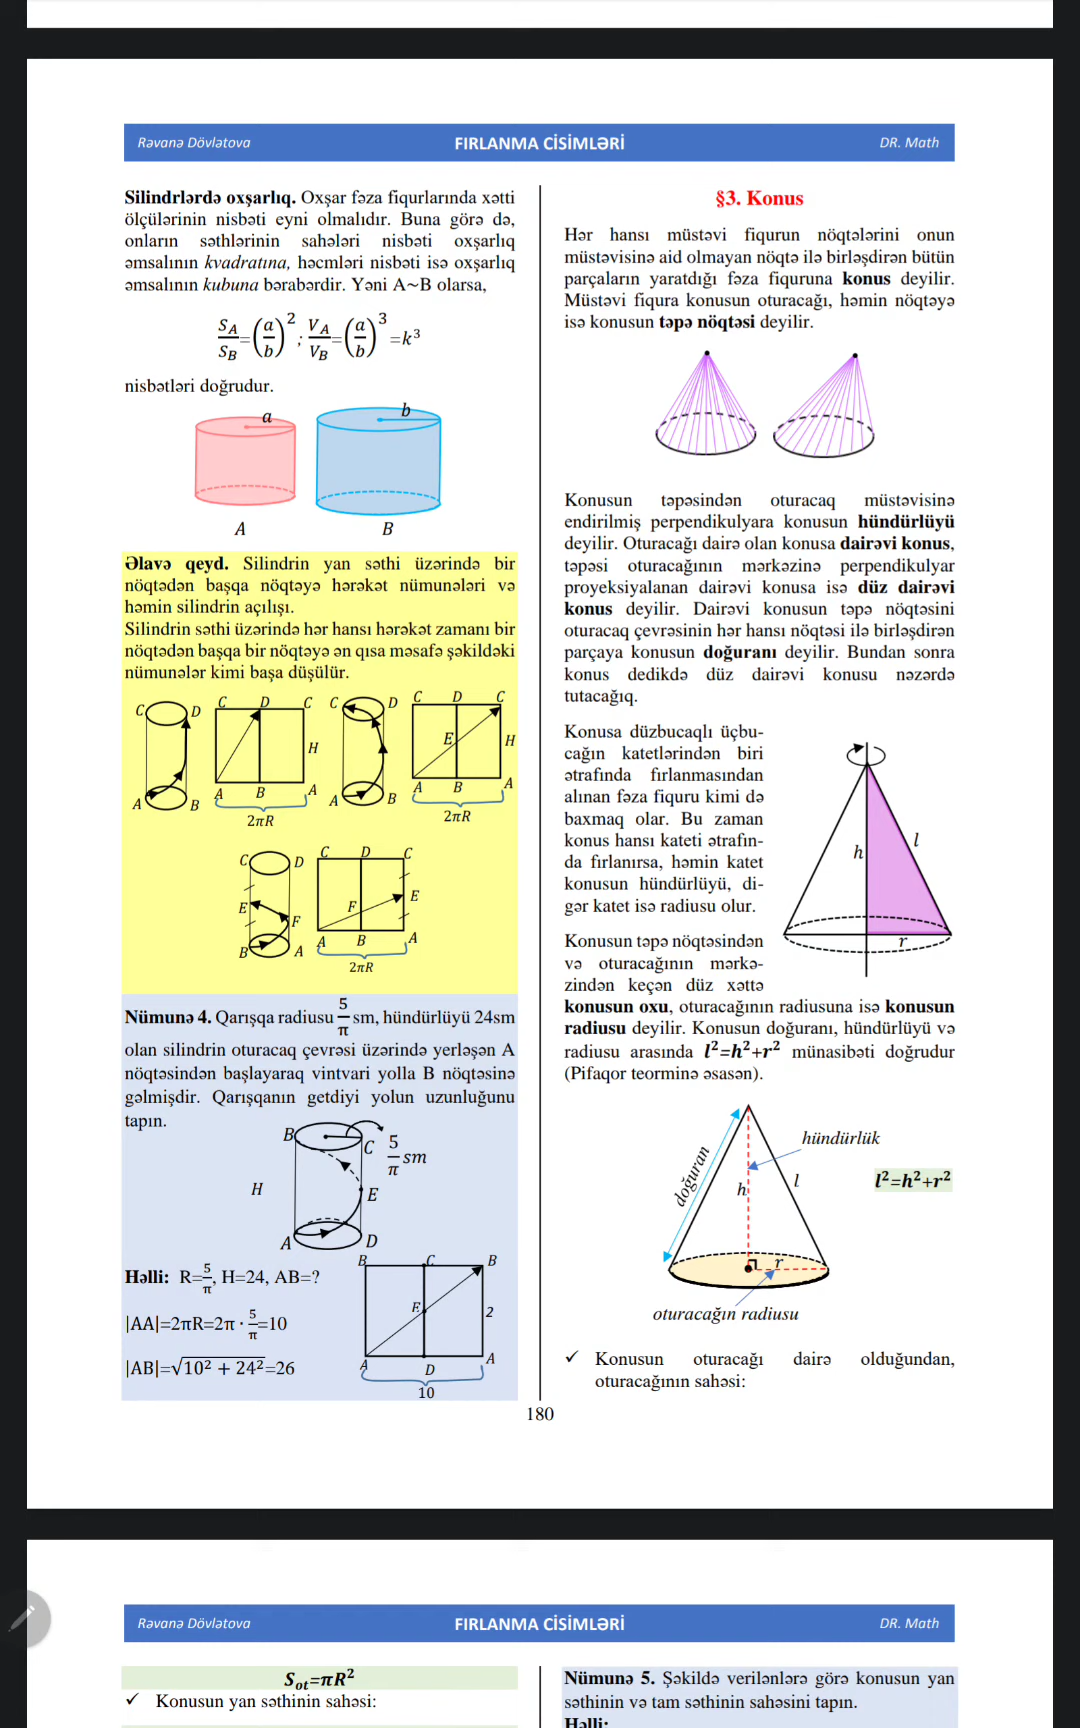 Rəvanə Dövlətova FIRLANMA CİSİMLƏRİ DR. Math
Silindrlərdə oxşarlıq. Oxşar fəza fiqurlarında xətti
ölçülərinin nisbəti eyni olmalıdır. Buna görə də,
onların səthlərinin sahələri nisbəti oxşarlıq
əmsalının kvadratına, həcmləri nisbəti isə oxşarlıq
əmsalının kubuna bərabərdir. Yəni A~B olarsa,
S_A/S_B=(a/b)²; V_A/V_B=(a/b)³=k³
nisbətləri doğrudur.
a b
A B
Əlavə qeyd. Silindrin yan səthi üzərində bir
nöqtədən başqa nöqtəyə hərəkət nümunələri və
həmin silindrin açılışı.
Silindrin səthi üzərində hər hansı hərəkət zamanı bir
nöqtədən başqa bir nöqtəyə ən qısa məsafə şəkildəki
nümunələr kimi başa düşülür.
C D C D C C D C D C
H E H
A B A B A A B A B A
2πR 2πR
C D C D C
E F F E
B A A B A
2πR
Nümunə 4. Qarışqa radiusu 5/π sm, hündürlüyü 24sm
olan silindrin oturacaq çevrəsi üzərində yerləşən A
nöqtəsindən başlayaraq vintvari yolla B nöqtəsinə
gəlmişdir. Qarışqanın getdiyi yolun uzunluğunu
tapın.
B C 5/π sm
H E
A D
Həlli: R=5/π, H=24, AB=?
|AA|=2πR=2π·5/π=10
|AB|=√10² + 24²=26
B C B
E 2
A D A
10
§3. Konus
Hər hansı müstəvi fiqurun nöqtələrini onun
müstəvisinə aid olmayan nöqtə ilə birləşdirən bütün
parçaların yaratdığı fəza fiquruna konus deyilir.
Müstəvi fiqura konusun oturacağı, həmin nöqtəyə
isə konusun təpə nöqtəsi deyilir.
Konusun təpəsindən oturacaq müstəvisinə
endirilmiş perpendikulyara konusun hündürlüyü
deyilir. Oturacağı dairə olan konusa dairəvi konus,
təpəsi oturacağının mərkəzinə perpendikulyar
proyeksiyalanan dairəvi konusa isə düz dairəvi
konus deyilir. Dairəvi konusun təpə nöqtəsini
oturacaq çevrəsinin hər hansı nöqtəsi ilə birləşdirən
parçaya konusun doğuranı deyilir. Bundan sonra
konus dedikdə düz dairəvi konusu nəzərdə
tutacağıq.
Konusa düzbucaqlı üçbu-
cağın katetlərindən biri
ətrafında fırlanmasından
alınan fəza fiquru kimi də
baxmaq olar. Bu zaman
konus hansı kateti ətrafın-
da fırlanırsa, həmin katet
konusun hündürlüyü, di-
gər katet isə radiusu olur.
h l
r
Konusun təpə nöqtəsindən
və oturacağının mərkə-
zindən keçən düz xəttə
konusun oxu, oturacağının radiusuna isə konusun
radiusu deyilir. Konusun doğuranı, hündürlüyü və
radiusu arasında l²=h²+r² münasibəti doğrudur
(Pifaqor teorminə əsasən).
hündürlük
doğuran h l l²=h²+r²
r
oturacağın radiusu
✓ Konusun oturacağı dairə olduğundan,
oturacağının sahəsi:
180
Rəvanə Dövlətova FIRLANMA CİSİMLƏRİ DR. Math
S_ot=πR²
✓ Konusun yan səthinin sahəsi:
Nümunə 5. Şəkildə verilənlərə görə konusun yan
səthinin və tam səthinin sahəsini tapın.
Həlli: